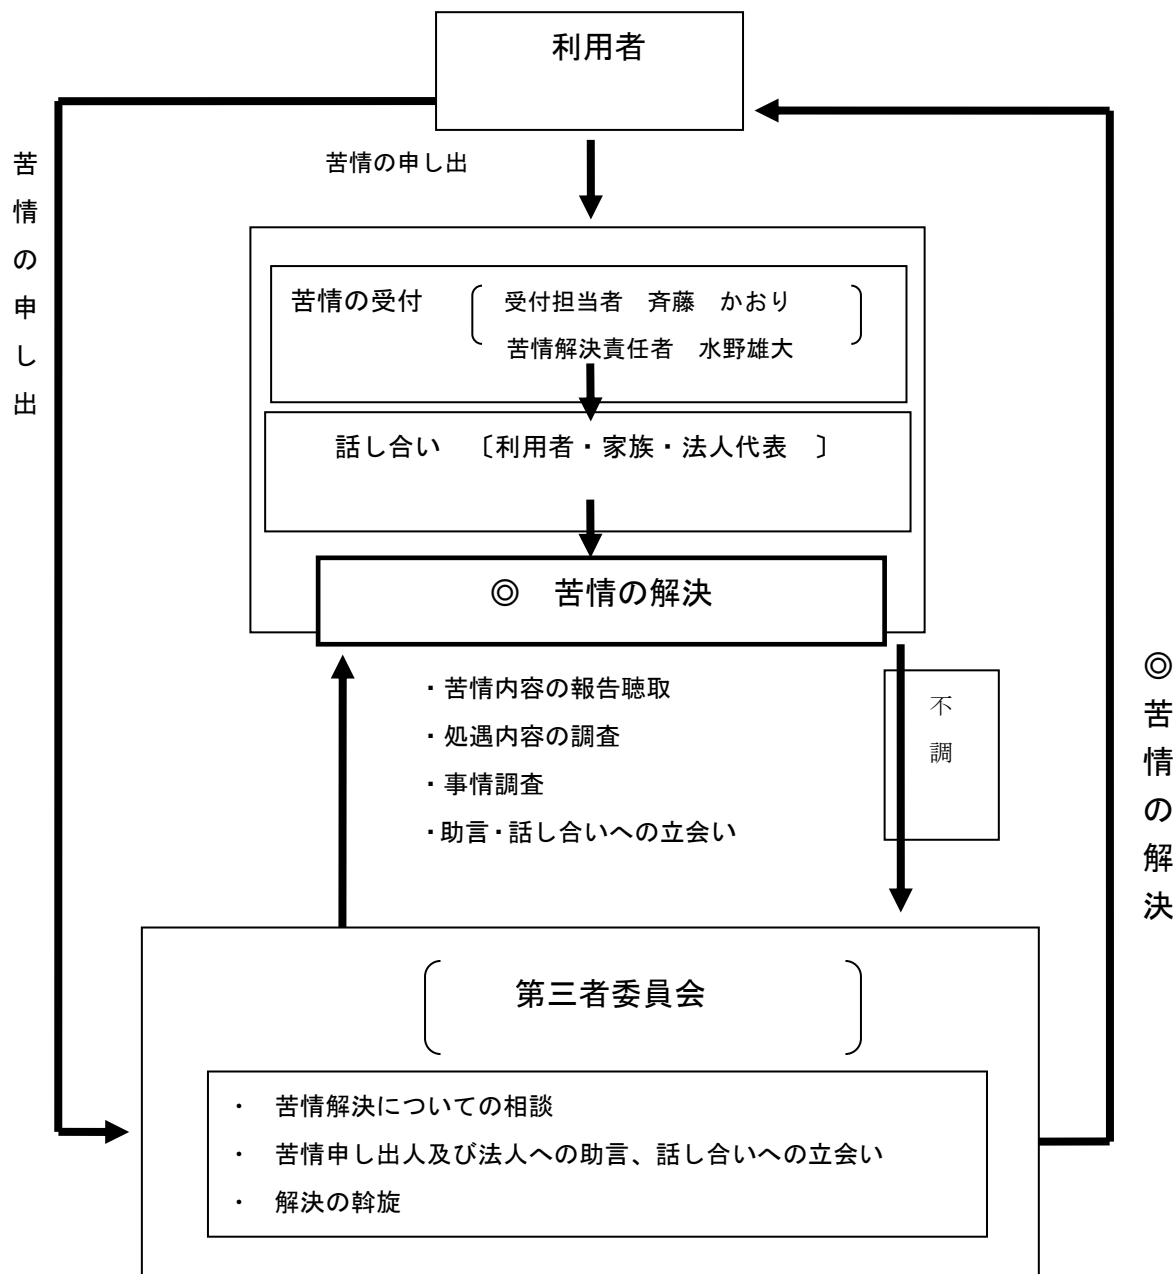 利用者
苦情の申し出
苦情の申し出
苦情の受付
受付担当者　斉藤　かおり
苦情解決責任者　水野雄大
話し合い　〔利用者・家族・法人代表　〕
◎　苦情の解決
・苦情内容の報告聴取
・処遇内容の調査
・事情調査
・助言・話し合いへの立会い
不調
◎苦情の解決
第三者委員会
・　苦情解決についての相談
・　苦情申し出人及び法人への助言、話し合いへの立会い
・　解決の斡旋